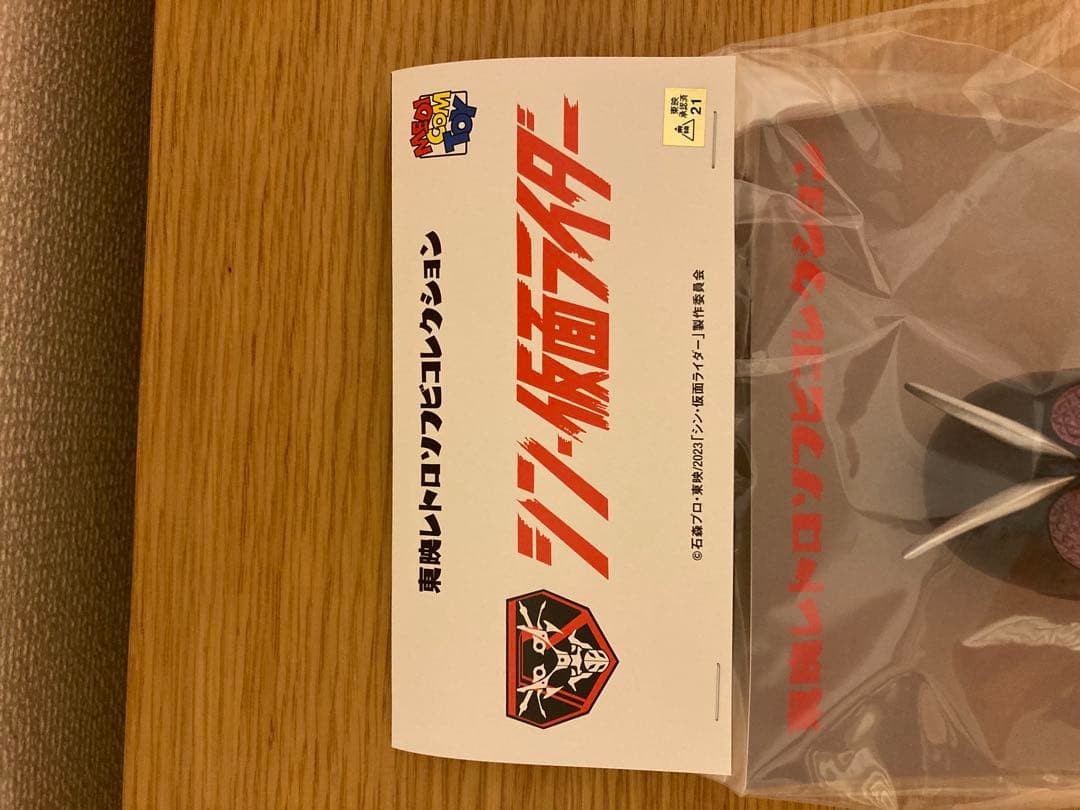 MEDI
COM
TOY
東映レトロソフビコレクション
東映
承認済
21
シン・仮面ライダー
©石森プロ・東映/2023「シン・仮面ライダー」製作委員会
東映レトロソフビコレクション